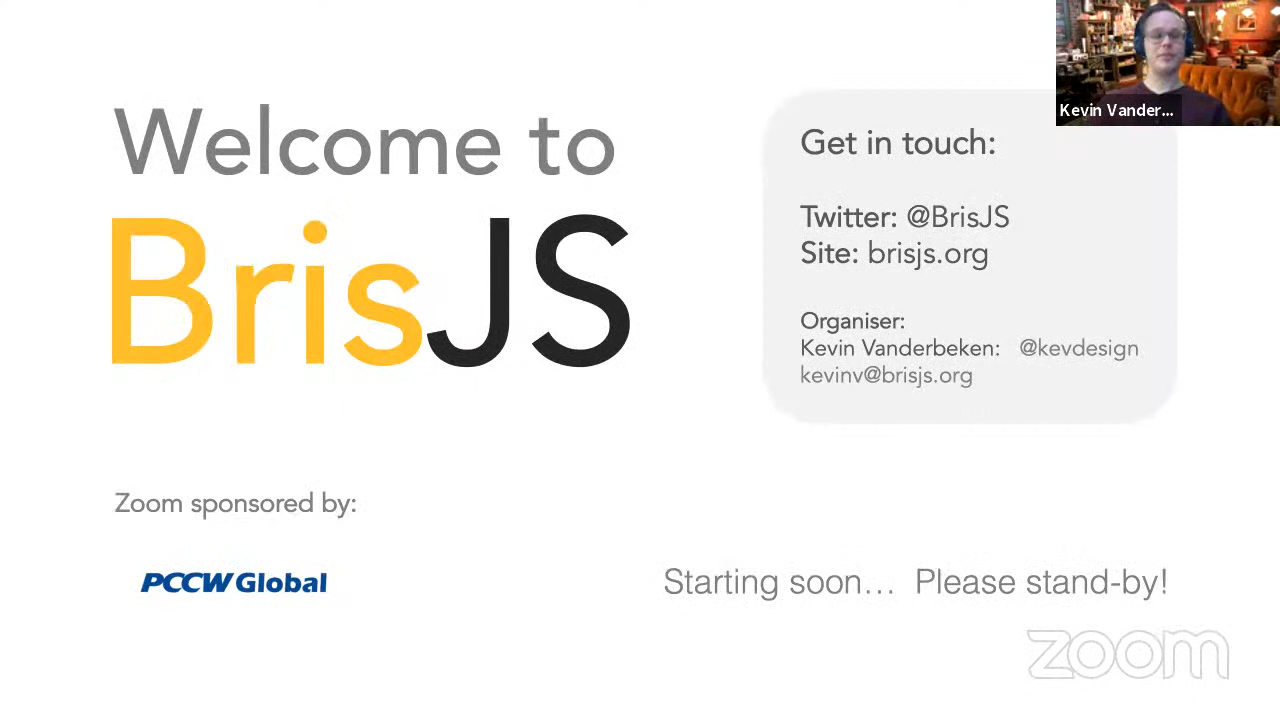 Welcome to
BrisJS
Get in touch:
Twitter: @BrisJS
Site: brisjs.org
Organiser:
Kevin Vanderbeken: @kevdesign
kevinv@brisjs.org
Kevin Vander...
Zoom sponsored by:
PCCW Global
Starting soon... Please stand-by!
zoom